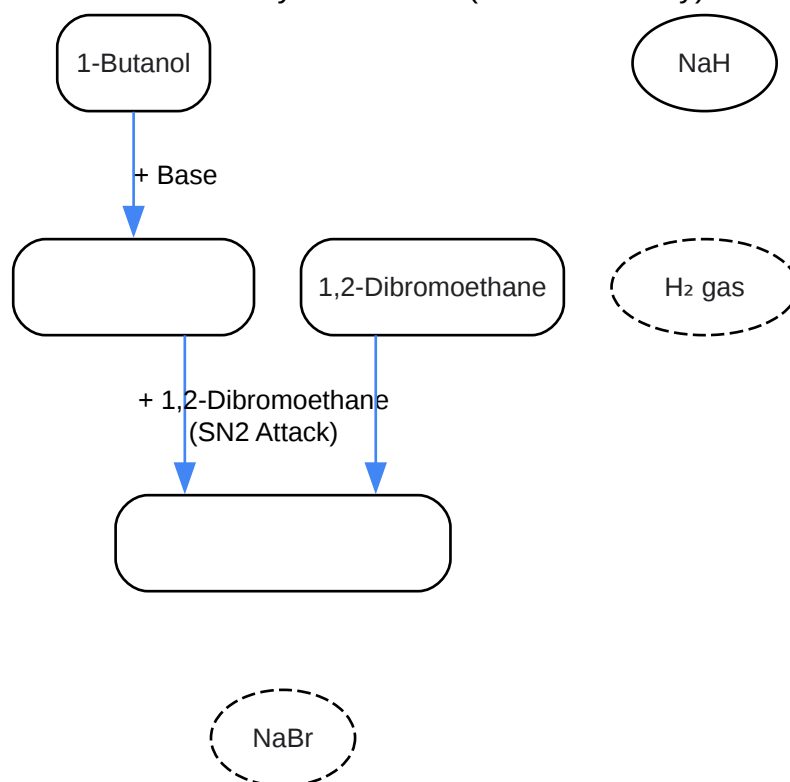 1-Butanol
NaH
+ Base
1,2-Dibromoethane
H₂ gas
+ 1,2-Dibromoethane
(SN2 Attack)
NaBr